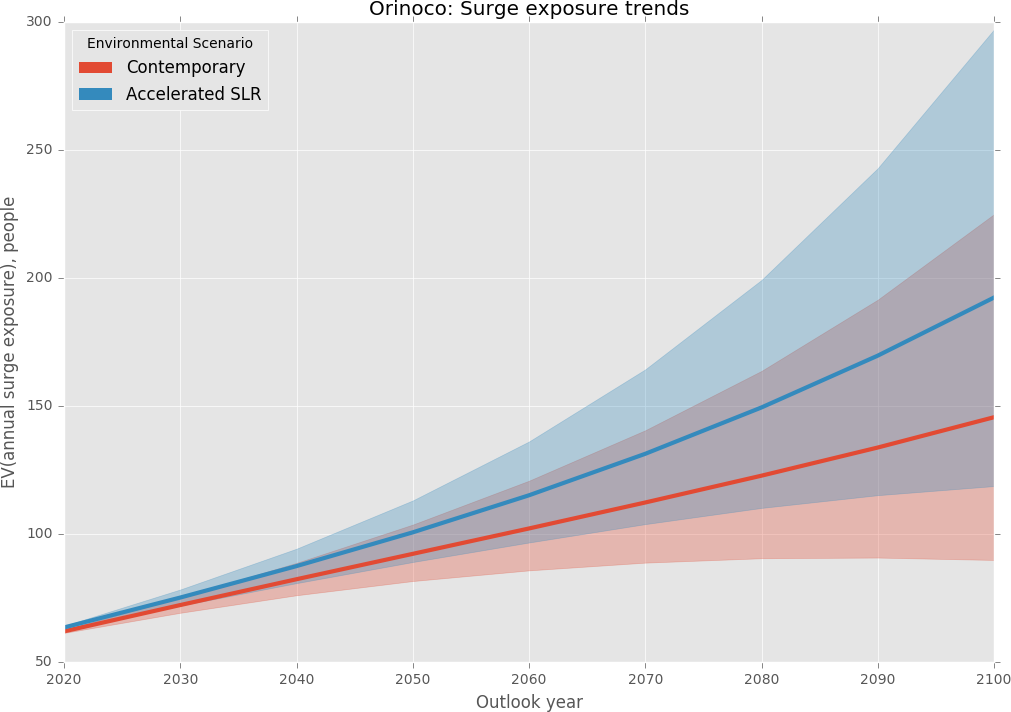 Orinoco: Surge exposure trends
300
250
200
150
100
50
EV(annual surge exposure), people
Environmental Scenario
Contemporary
Accelerated SLR
2020 2030 2040 2050 2060 2070 2080 2090 2100
Outlook year